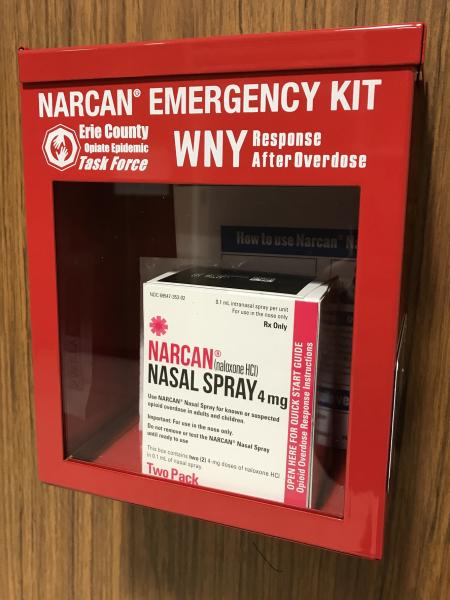 NARCAN® EMERGENCY KIT
Erie County
Opiate Epidemic
Task Force
WNY Response
After Overdose
How to use Narcan® N
0.1 mL intranasal spray per unit
For use in the nose only
Rx Only
NARCAN®
(naloxone HCl)
NASAL SPRAY 4 mg
Use NARCAN® Nasal Spray for known or suspected
opioid overdose in adults and children.
Important: For use in the nose only.
Do not remove or test the NARCAN® Nasal Spray
until ready to use
This box contains two (2) 4-mg doses of naloxone HCl
in 0.1 mL of nasal spray.
Two Pack
OPEN HERE FOR QUICK START GUIDE
Opioid Overdose Response Instructions